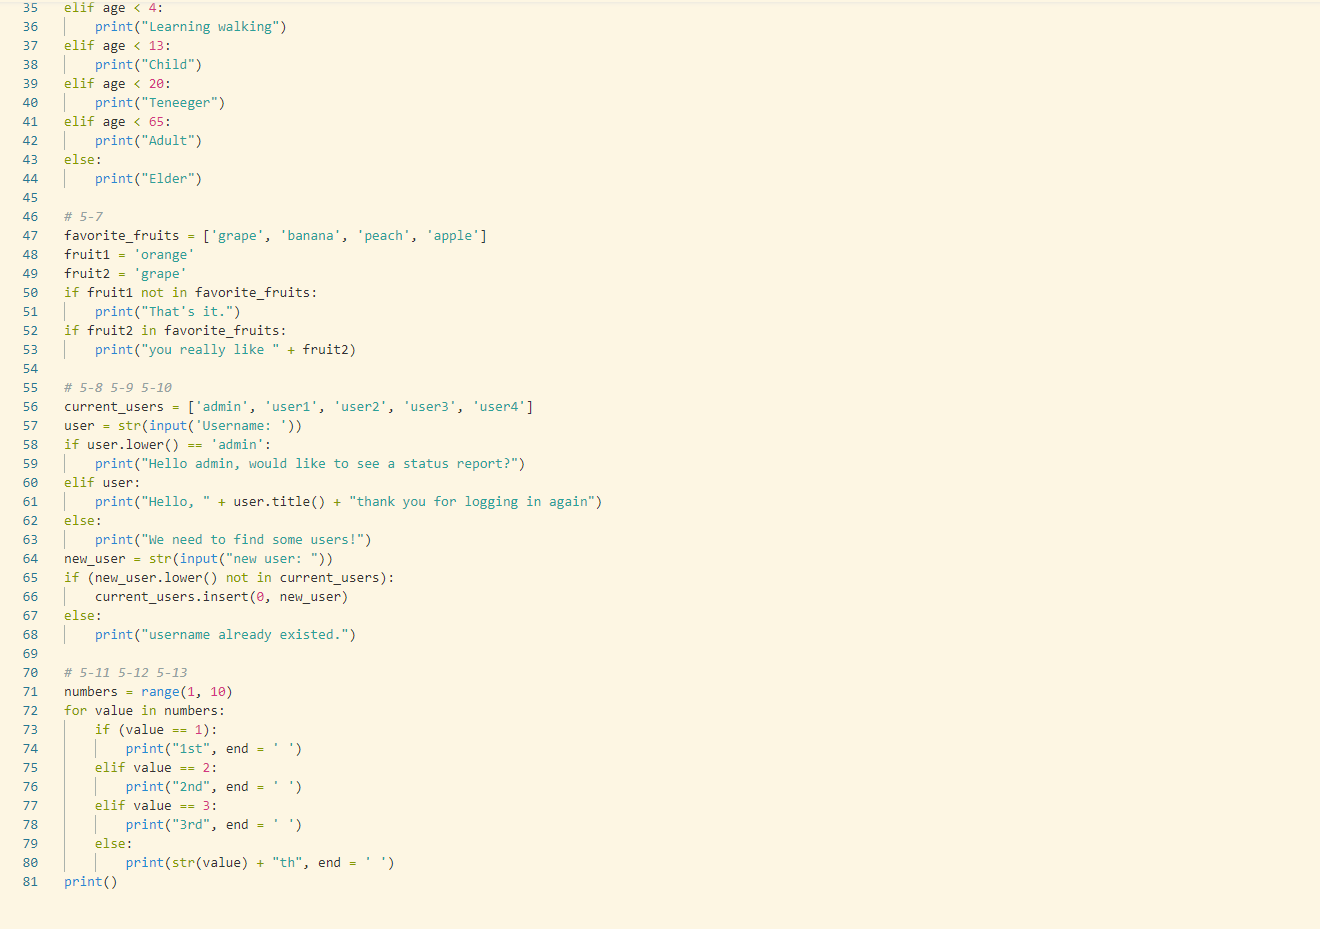 35 elif age < 4:
36     print("Learning walking")
37 elif age < 13:
38     print("Child")
39 elif age < 20:
40     print("Teneeger")
41 elif age < 65:
42     print("Adult")
43 else:
44     print("Elder")
45
46 # 5-7
47 favorite_fruits = ['grape', 'banana', 'peach', 'apple']
48 fruit1 = 'orange'
49 fruit2 = 'grape'
50 if fruit1 not in favorite_fruits:
51     print("That's it.")
52 if fruit2 in favorite_fruits:
53     print("you really like " + fruit2)
54
55 # 5-8 5-9 5-10
56 current_users = ['admin', 'user1', 'user2', 'user3', 'user4']
57 user = str(input('Username: '))
58 if user.lower() == 'admin':
59     print("Hello admin, would like to see a status report?")
60 elif user:
61     print("Hello, " + user.title() + "thank you for logging in again")
62 else:
63     print("We need to find some users!")
64 new_user = str(input("new user: "))
65 if (new_user.lower() not in current_users):
66     current_users.insert(0, new_user)
67 else:
68     print("username already existed.")
69
70 # 5-11 5-12 5-13
71 numbers = range(1, 10)
72 for value in numbers:
73     if (value == 1):
74         print("1st", end = ' ')
75     elif value == 2:
76         print("2nd", end = ' ')
77     elif value == 3:
78         print("3rd", end = ' ')
79     else:
80         print(str(value) + "th", end = ' ')
81 print()